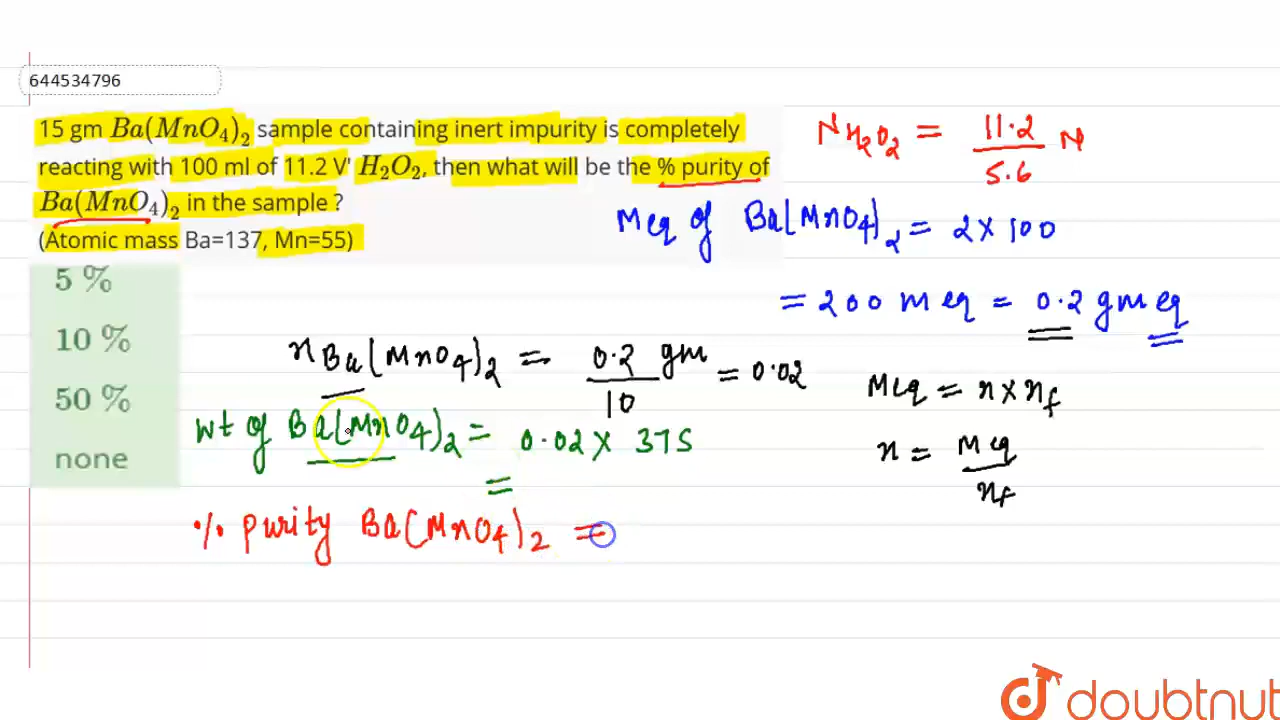 644534796
15 gm Ba(MnO₄)₂ sample containing inert impurity is completely
reacting with 100 ml of 11.2 V' H₂O₂, then what will be the % purity of
Ba(MnO₄)₂ in the sample ?
(Atomic mass Ba=137, Mn=55)
5 %
10 %
50 %
none
N H₂O₂ = 11.2 / 5.6 N
Meq of Ba(MnO₄)₂ = 2 × 100
= 200 meq = 0.2 gm eq
n Ba(MnO₄)₂ = 0.2 gm / 10 = 0.02
Meq = n × nf
n = Meq / nf
wt of Ba(MnO₄)₂ = 0.02 × 375
=
% purity Ba(MnO₄)₂ =
doubtnut